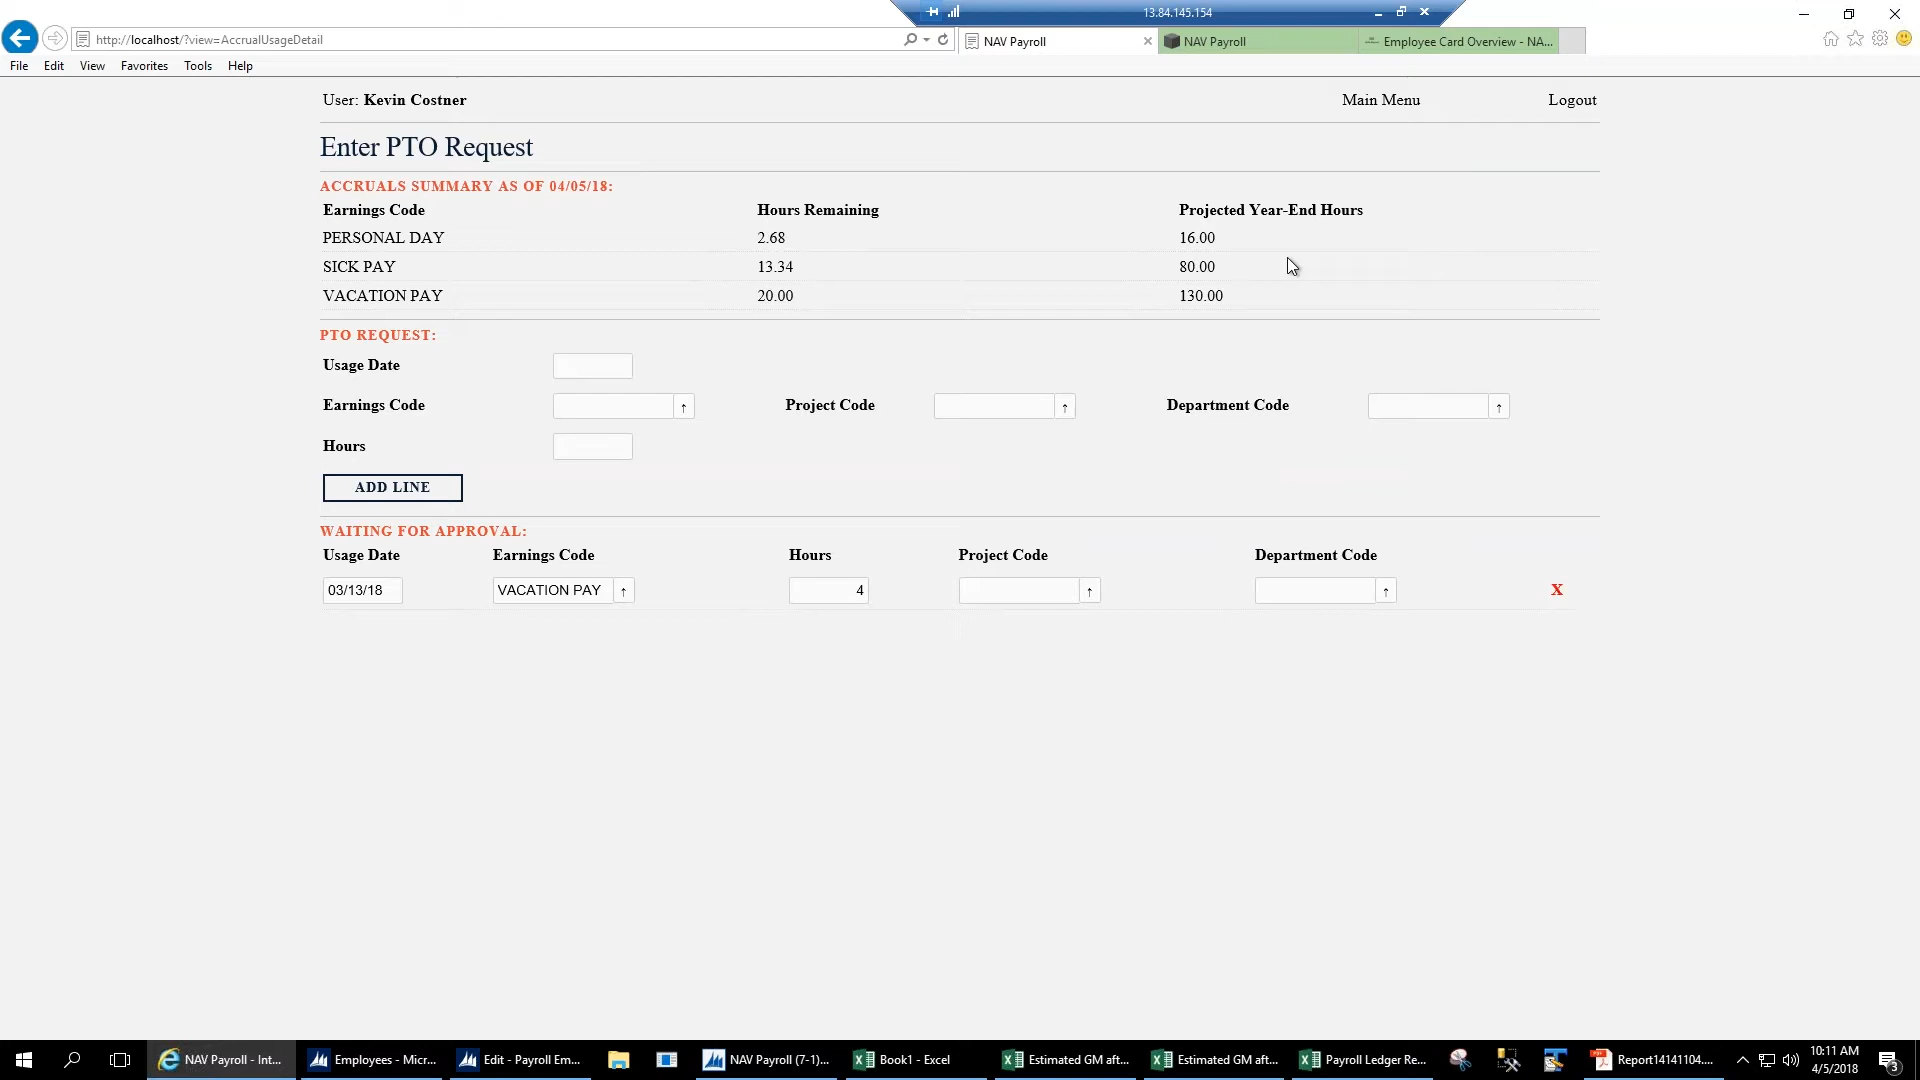 13.84.145.154
http://localhost/?view=AccrualUsageDetail
NAV Payroll
NAV Payroll
Employee Card Overview - NA...
File Edit View Favorites Tools Help
User: Kevin Costner
Main Menu
Logout
Enter PTO Request
ACCRUALS SUMMARY AS OF 04/05/18:
Earnings Code Hours Remaining Projected Year-End Hours
PERSONAL DAY 2.68 16.00
SICK PAY 13.34 80.00
VACATION PAY 20.00 130.00
PTO REQUEST:
Usage Date
Earnings Code Project Code Department Code
Hours
ADD LINE
WAITING FOR APPROVAL:
Usage Date Earnings Code Hours Project Code Department Code
03/13/18 VACATION PAY 4 X
NAV Payroll - Int...
Employees - Micr...
Edit - Payroll Em...
NAV Payroll (7-1)...
Book1 - Excel
Estimated GM aft...
Estimated GM aft...
Payroll Ledger Re...
Report14141104....
10:11 AM
4/5/2018
3